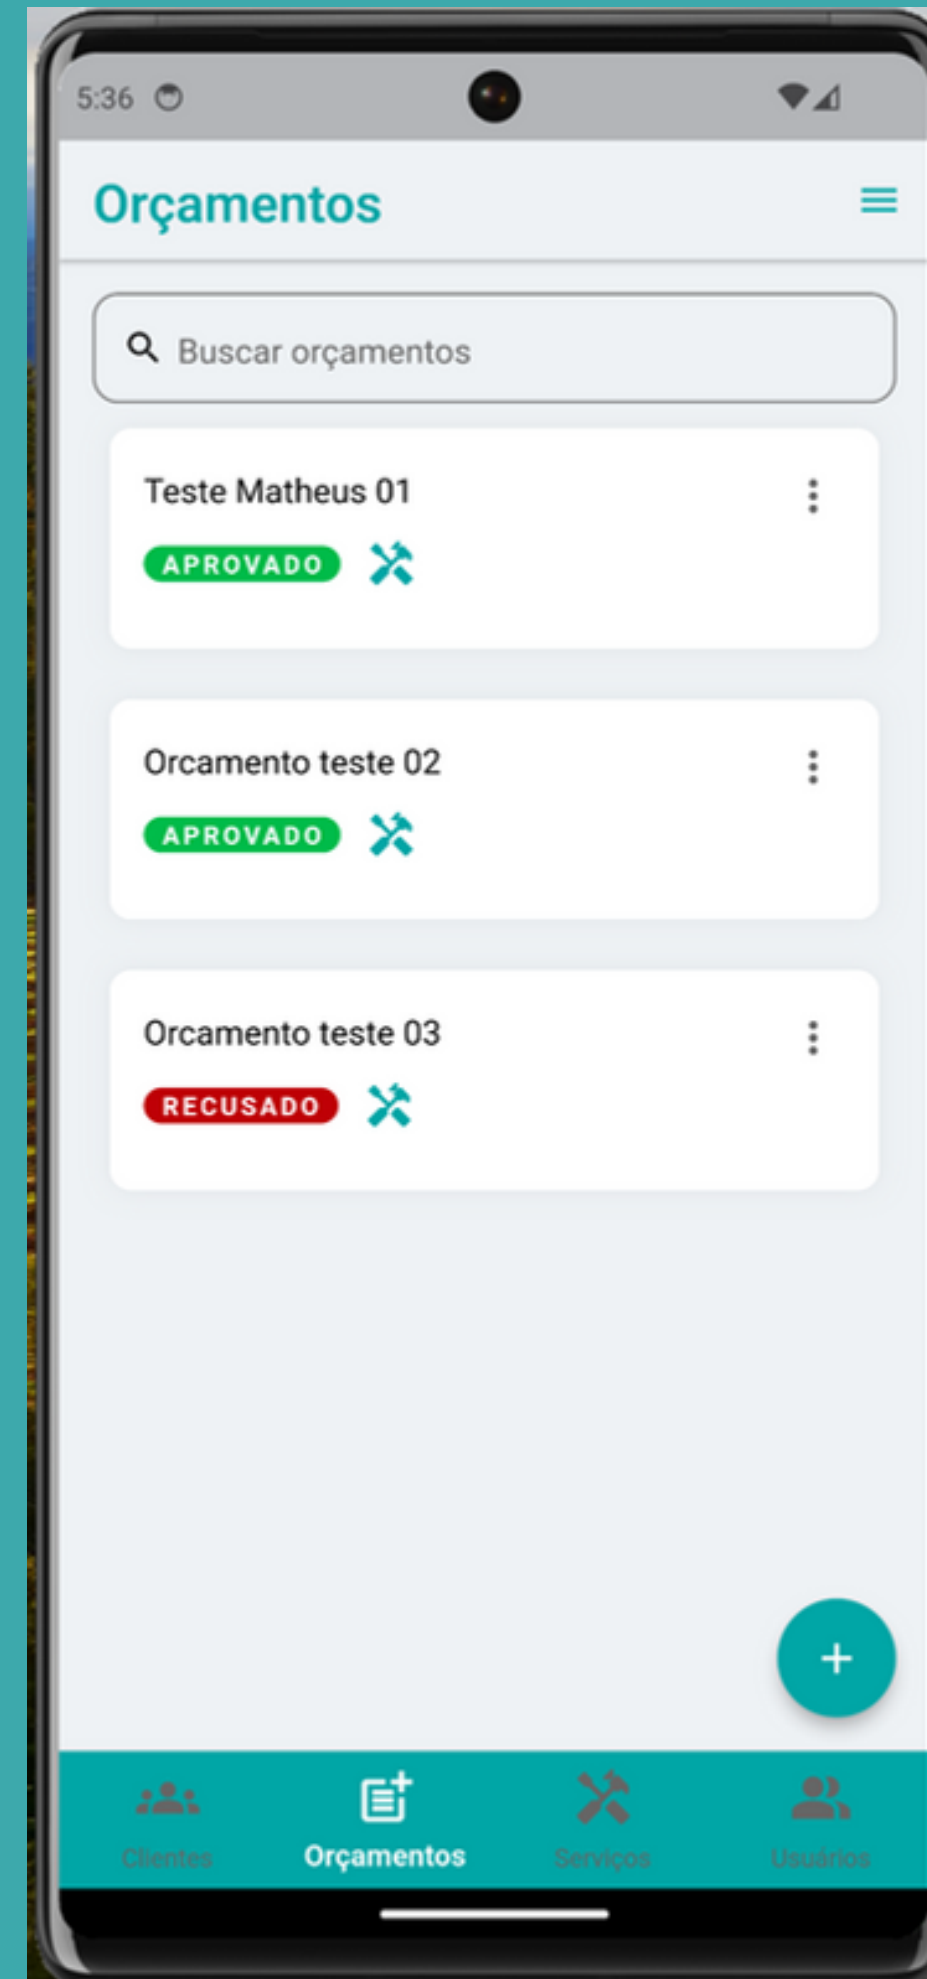 5:36
Orçamentos
Buscar orçamentos
Teste Matheus 01
APROVADO
Orcamento teste 02
APROVADO
Orcamento teste 03
RECUSADO
+
Clientes Orçamentos Serviços Usuários